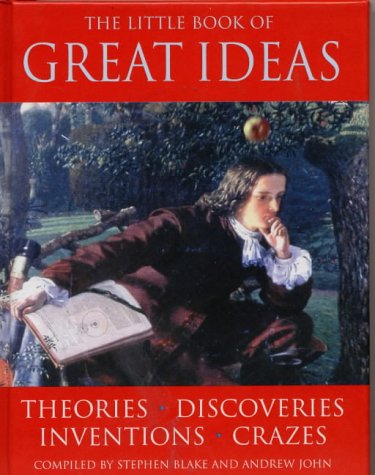 THE LITTLE BOOK OF
GREAT IDEAS
THEORIES · DISCOVERIES
INVENTIONS · CRAZES
COMPILED BY STEPHEN BLAKE AND ANDREW JOHN